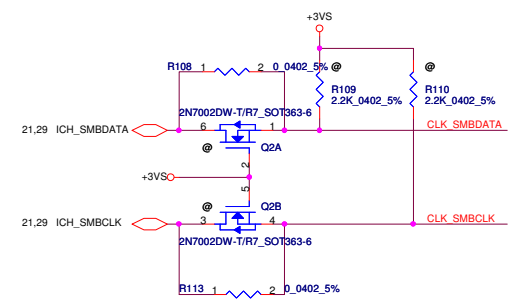 +3VS
R108 1 2 0_0402_5% @ @
R109 R110
2.2K_0402_5% 2.2K_0402_5%
2N7002DW-T/R7_SOT363-6
21,29 ICH_SMBDATA 6 1 CLK_SMBDATA
@ Q2A
2
+3VS
5
@ Q2B
21,29 ICH_SMBCLK 3 4 CLK_SMBCLK
2N7002DW-T/R7_SOT363-6
R113 1 2 0_0402_5%